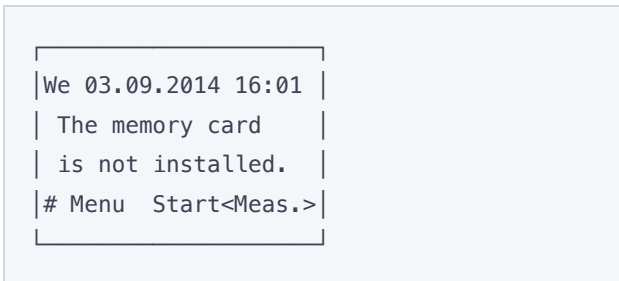 We 03.09.2014 16:01
The memory card
is not installed.
# Menu  Start<Meas.>